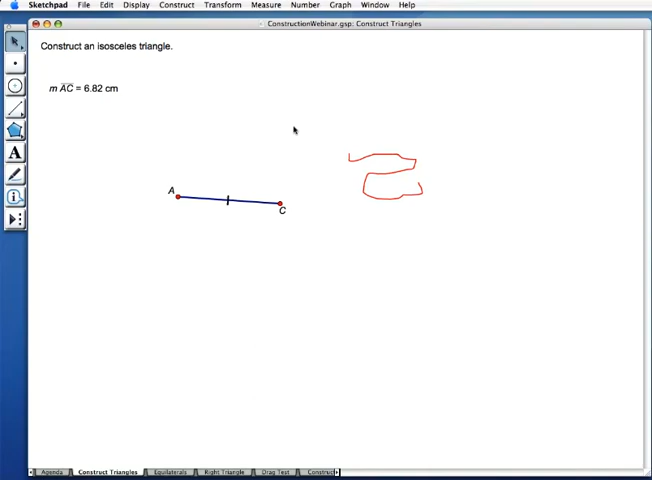 Sketchpad File Edit Display Construct Transform Measure Number Graph Window Help
ConstructionWebinar.gsp: Construct Triangles
Construct an isosceles triangle.
m AC = 6.82 cm
A
C
A
Agenda Construct Triangles Equilaterals Right Triangle Drag Test Construct